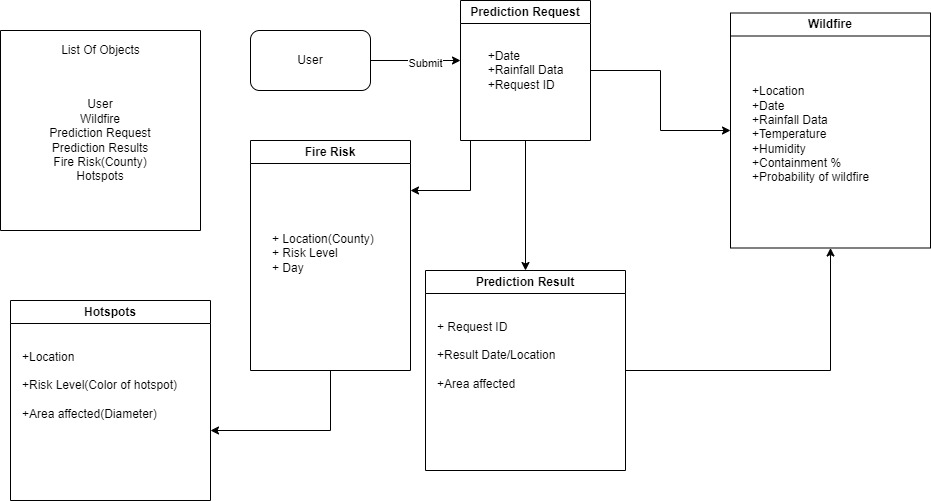 List Of Objects
User
Wildfire
Prediction Request
Prediction Results
Fire Risk(County)
Hotspots
User
Submit
Prediction Request
+Date
+Rainfall Data
+Request ID
Wildfire
+Location
+Date
+Rainfall Data
+Temperature
+Humidity
+Containment %
+Probability of wildfire
Fire Risk
+ Location(County)
+ Risk Level
+ Day
Prediction Result
+ Request ID
+Result Date/Location
+Area affected
Hotspots
+Location
+Risk Level(Color of hotspot)
+Area affected(Diameter)